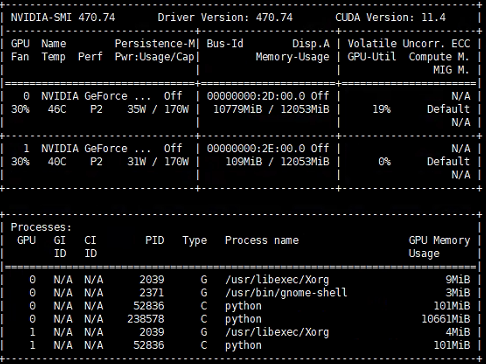 NVIDIA-SMI 470.74 Driver Version: 470.74 CUDA Version: 11.4
GPU Name Persistence-M| Bus-Id Disp.A | Volatile Uncorr. ECC
Fan Temp Perf Pwr:Usage/Cap| Memory-Usage | GPU-Util Compute M.
MIG M.
0 NVIDIA GeForce ... Off | 00000000:2D:00.0 Off | N/A
30% 46C P2 35W / 170W | 10779MiB / 12053MiB | 19% Default
N/A
1 NVIDIA GeForce ... Off | 00000000:2E:00.0 Off | N/A
30% 40C P2 31W / 170W | 109MiB / 12053MiB | 0% Default
N/A
Processes:
GPU GI CI PID Type Process name GPU Memory
ID ID Usage
0 N/A N/A 2039 G /usr/libexec/Xorg 9MiB
0 N/A N/A 2371 G /usr/bin/gnome-shell 3MiB
0 N/A N/A 52836 C python 101MiB
0 N/A N/A 238578 C python 10661MiB
1 N/A N/A 2039 G /usr/libexec/Xorg 4MiB
1 N/A N/A 52836 C python 101MiB